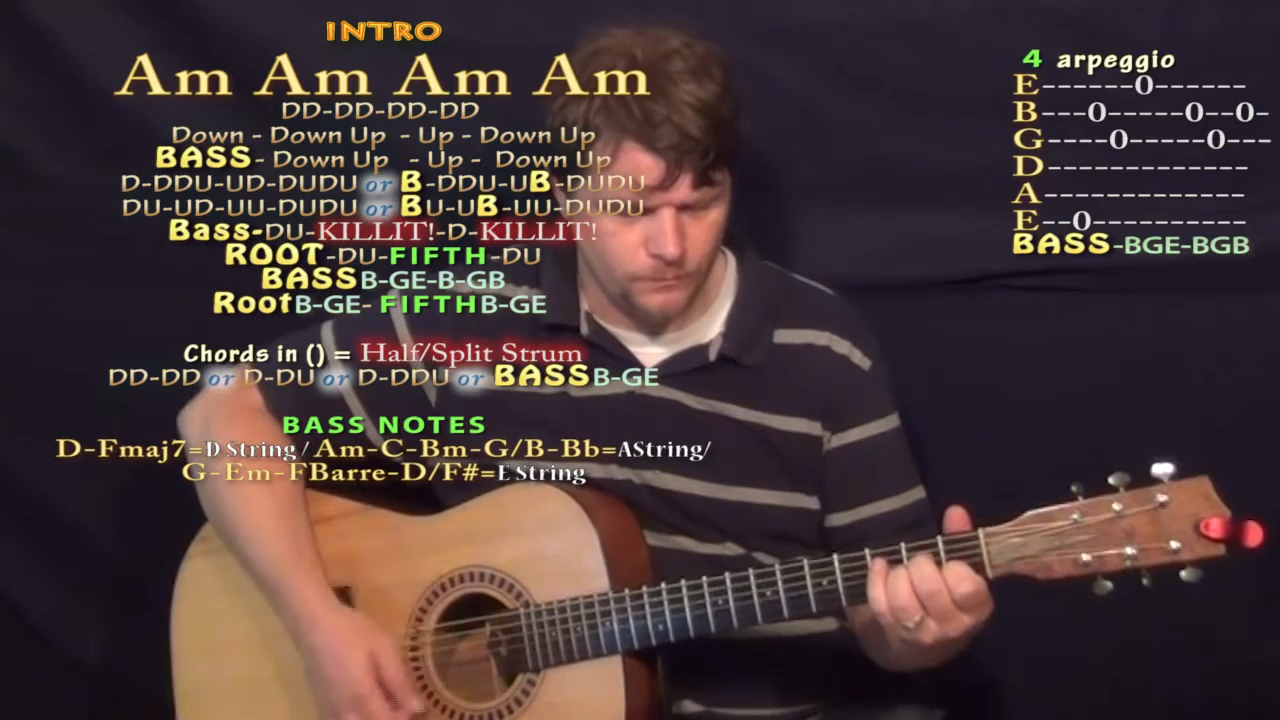 INTRO
Am Am Am Am
DD-DD-DD-DD
Down - Down Up - Up - Down Up
BASS - Down Up - Up - Down Up
D-DDU-UD-DUDU or B-DDU-UB-DUDU
DU-UD-UU-DUDU or BU-UB-UU-DUDU
Bass-DU-KILLIT!-D-KILLIT!
ROOT-DU-FIFTH-DU
BASSB-GE-B-GB
RootB-GE- FIFTHB-GE
Chords in () = Half/Split Strum
DD-DD or D-DU or D-DDU or BASSB-GE
BASS NOTES
D-Fmaj7=D String / Am-C-Bm-G/B-Bb=AString/
G-Em-FBarre-D/F#=E String
4 arpeggio
E------0------
B---0------0--0-
G----0------0---
D-------------
A-------------
E--0----------
BASS-BGE-BGB